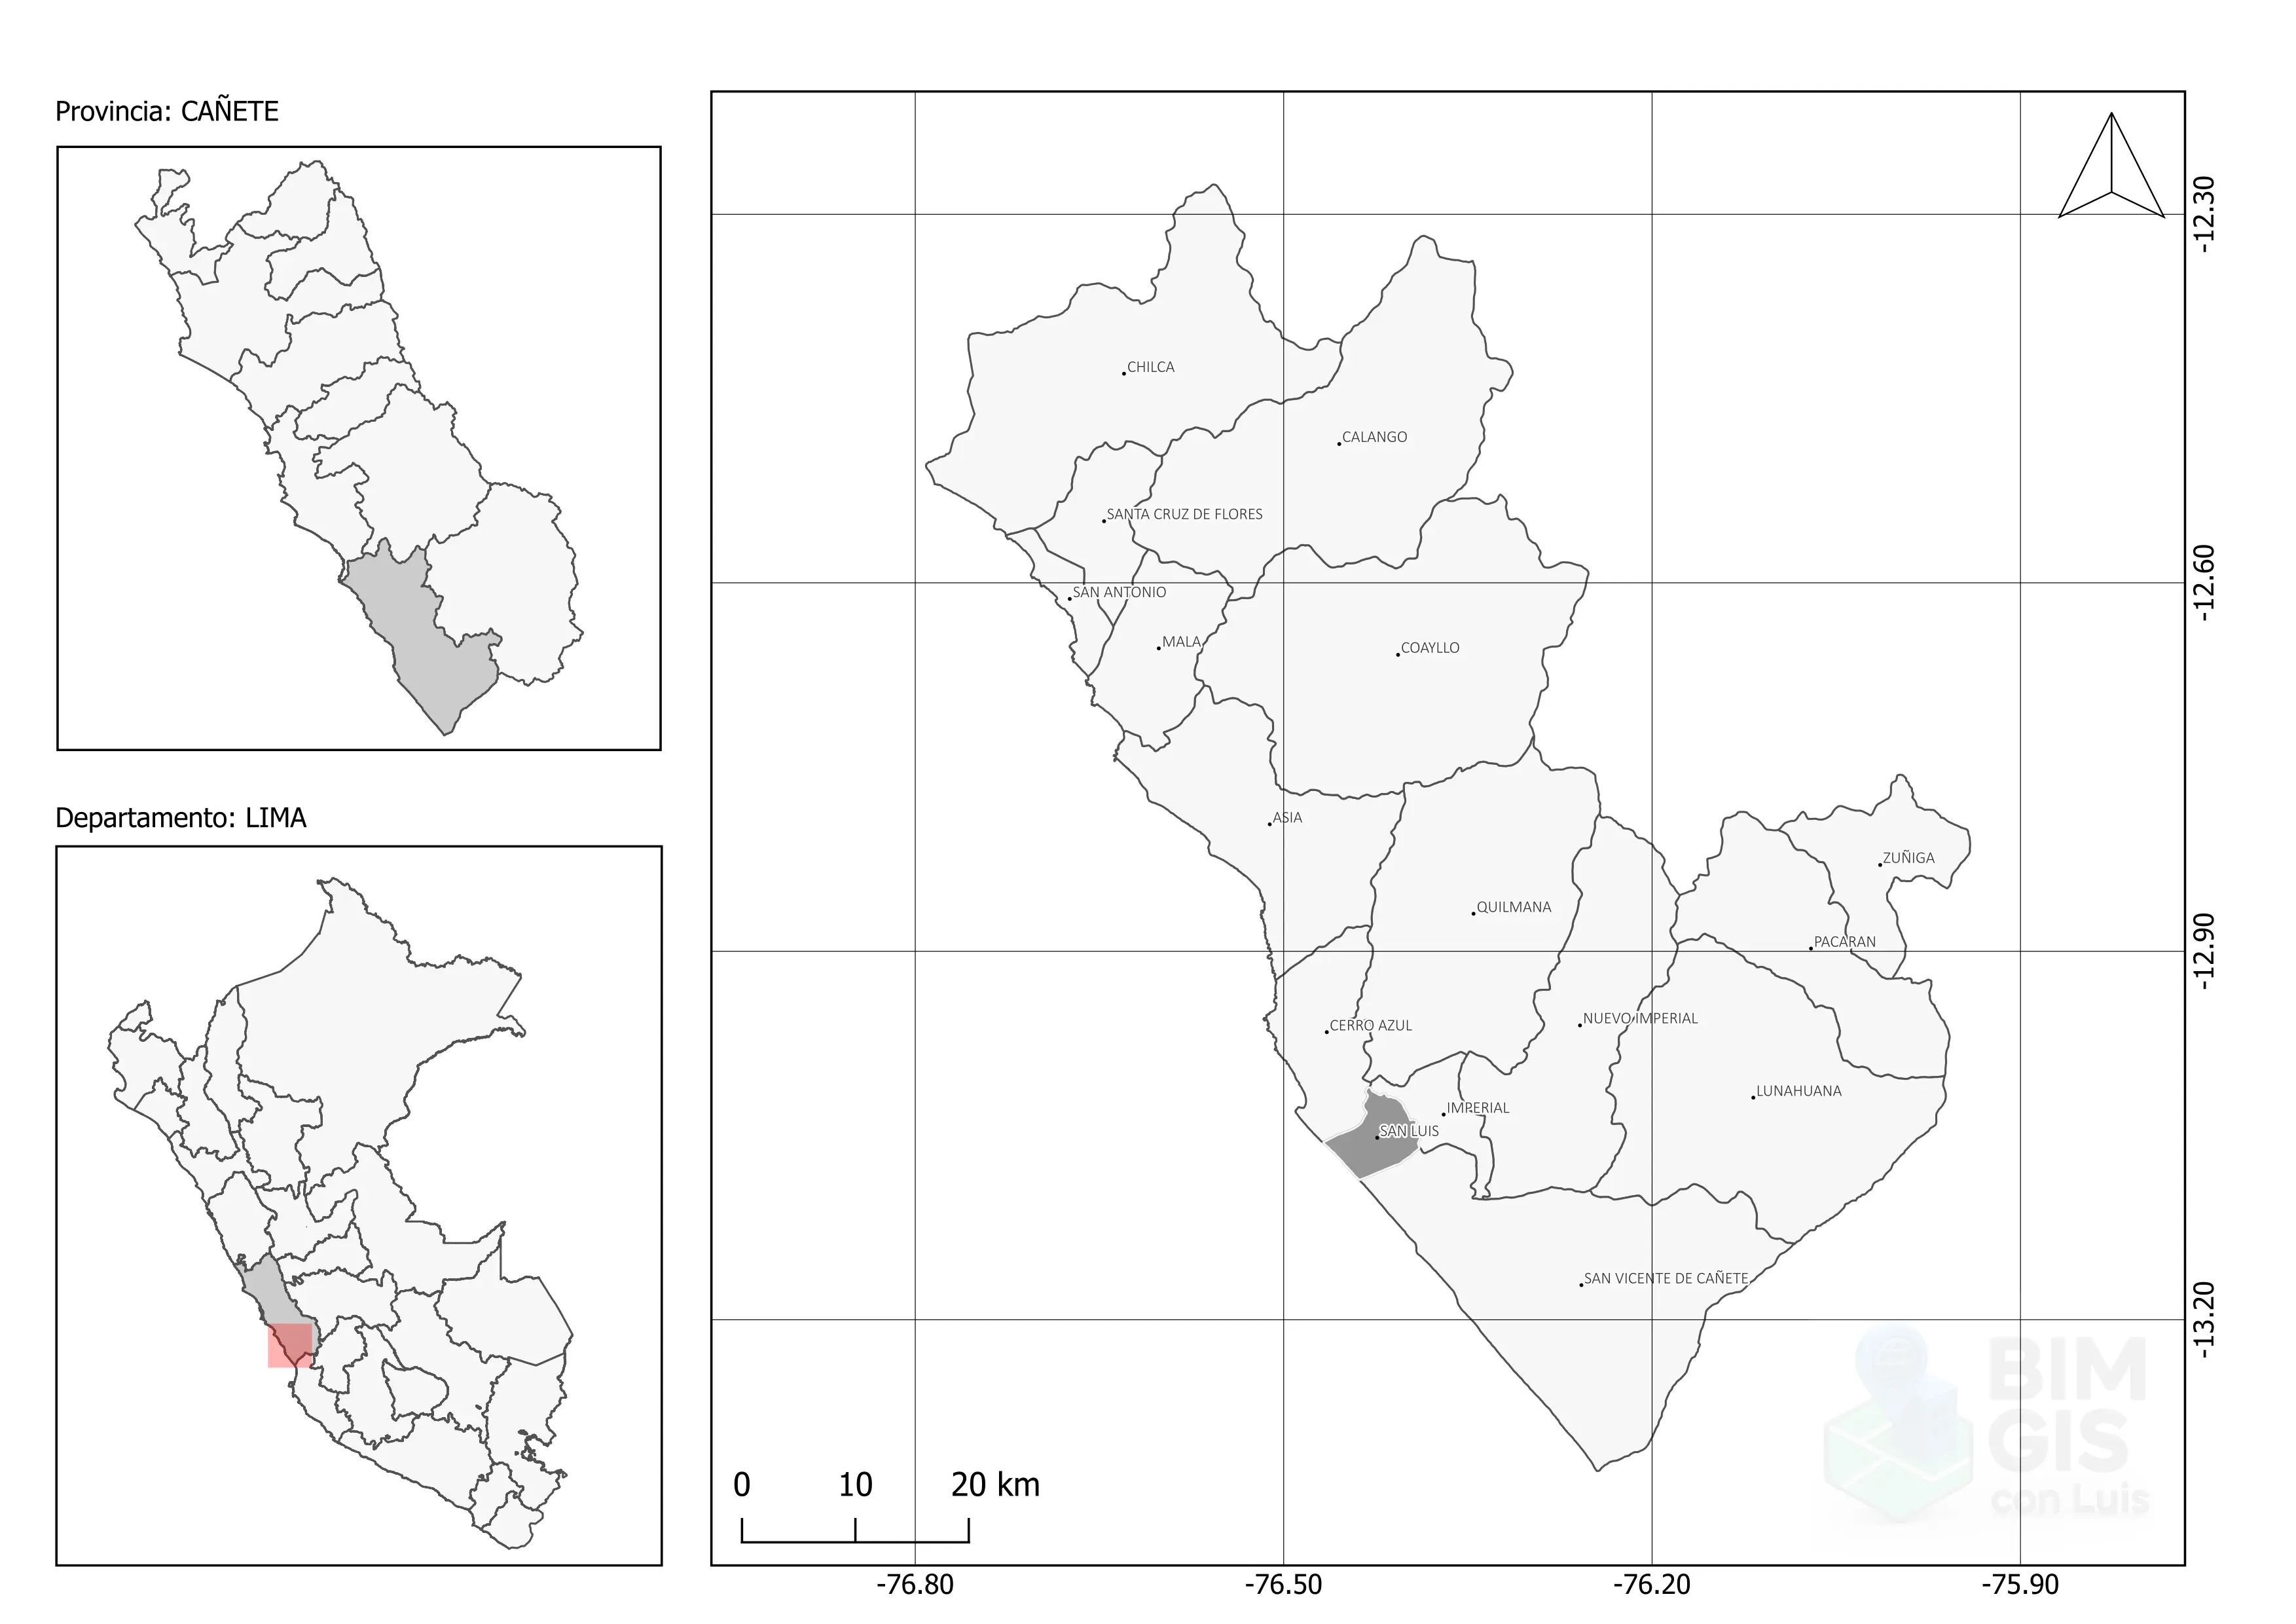 Provincia: CAÑETE
Departamento: LIMA
CHILCA
CALANGO
SANTA CRUZ DE FLORES
SAN ANTONIO
MALA
COAYLLO
ASIA
ZUÑIGA
QUILMANA
PACARAN
NUEVO IMPERIAL
CERRO AZUL
LUNAHUANA
IMPERIAL
SAN LUIS
SAN VICENTE DE CAÑETE
-12.30
-12.60
-12.90
-13.20
BIM
GIS
con Luis
0 10 20 km
-76.80 -76.50 -76.20 -75.90